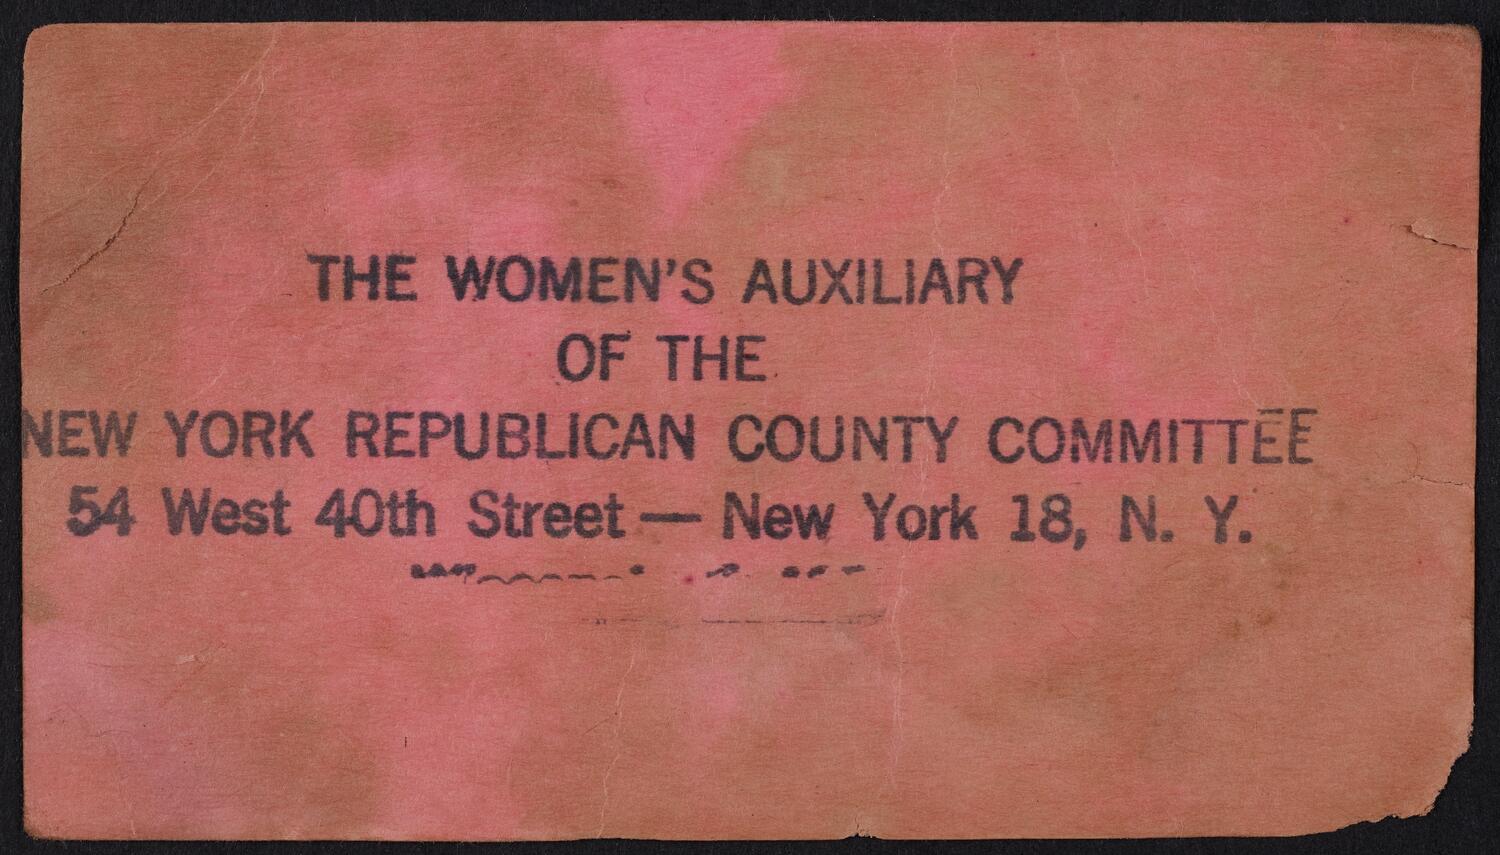 THE WOMEN'S AUXILIARY
OF THE
NEW YORK REPUBLICAN COUNTY COMMITTEE
54 West 40th Street — New York 18, N. Y.